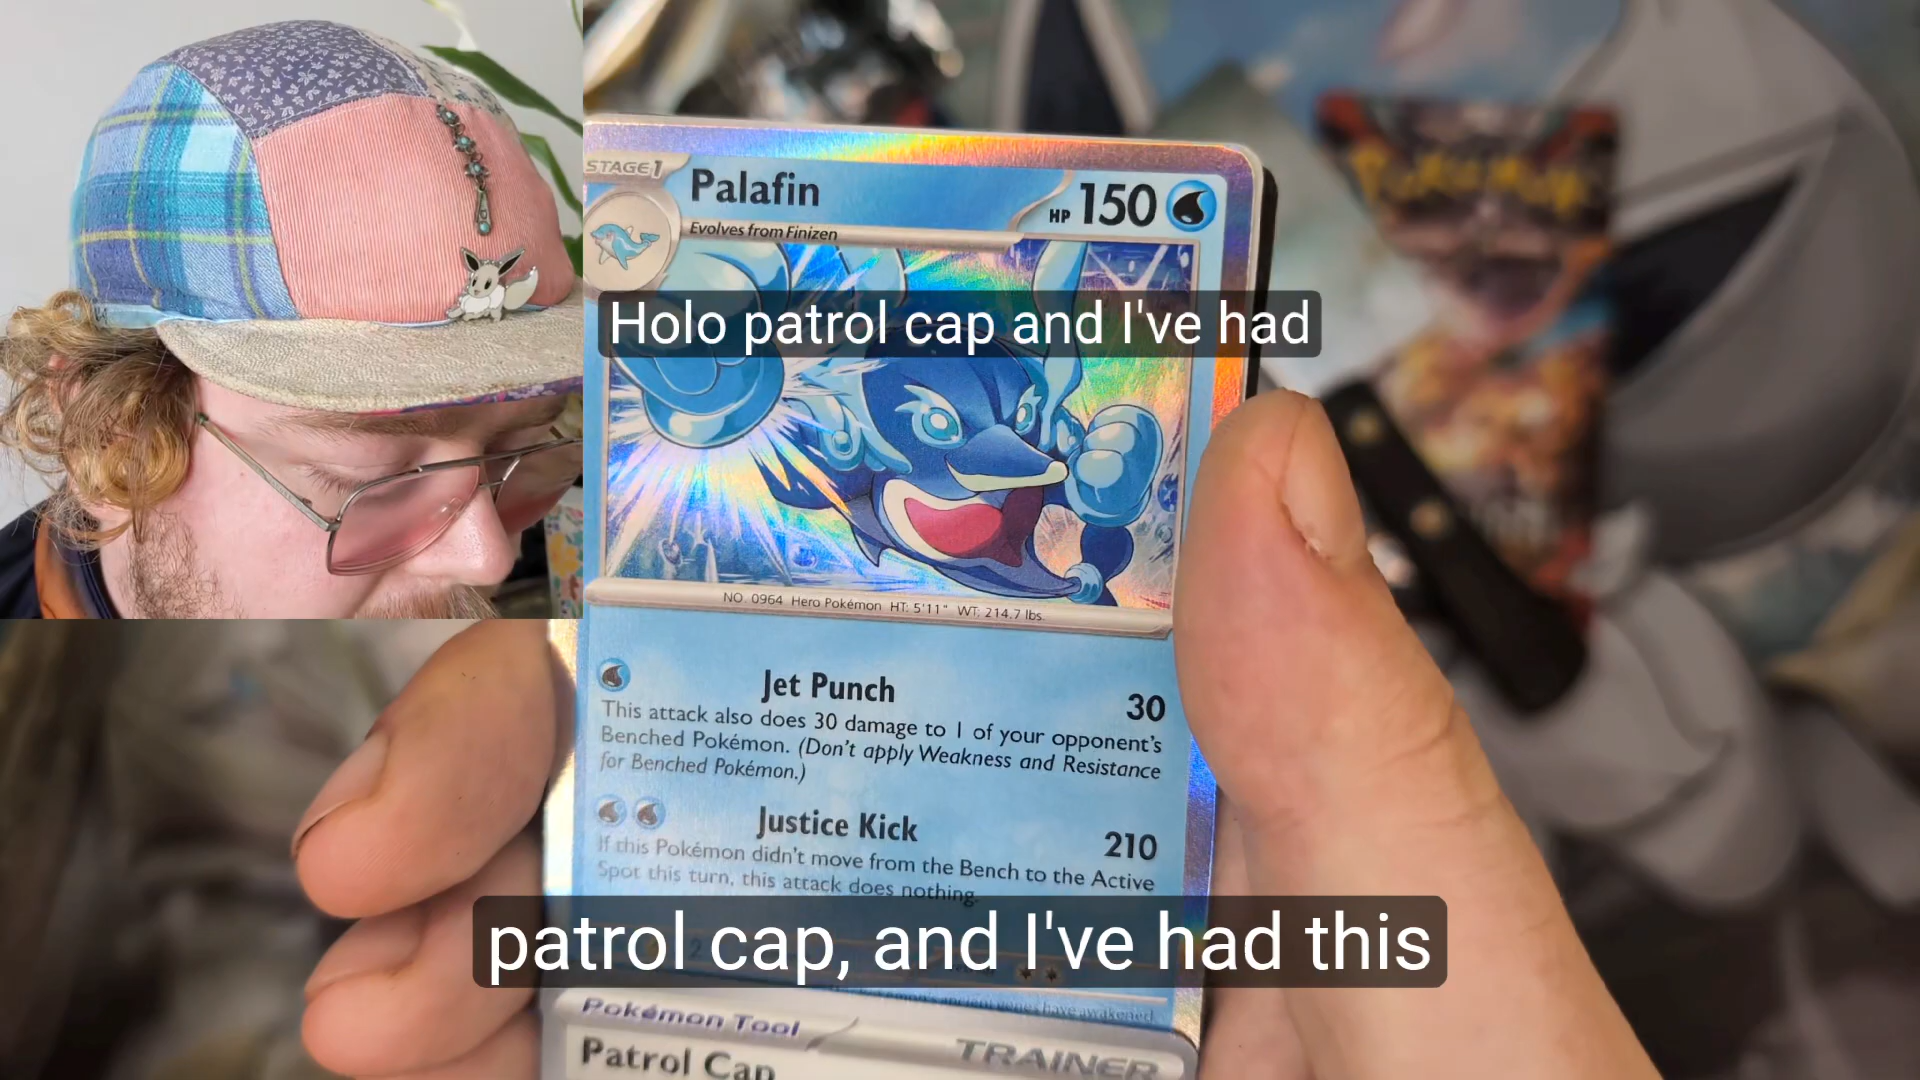 STAGE 1
Palafin
HP 150
Evolves from Finizen
POKÉMON
Holo patrol cap and I've had
NO. 0964 Hero Pokémon HT: 5'11" WT: 214.7 lbs.
Jet Punch 30
This attack also does 30 damage to 1 of your opponent's
Benched Pokémon. (Don't apply Weakness and Resistance
for Benched Pokémon.)
Justice Kick 210
If this Pokémon didn't move from the Bench to the Active
Spot this turn, this attack does nothing.
patrol cap, and I've had this
have awakened.
Pokémon Tool
TRAINER
Patrol Cap